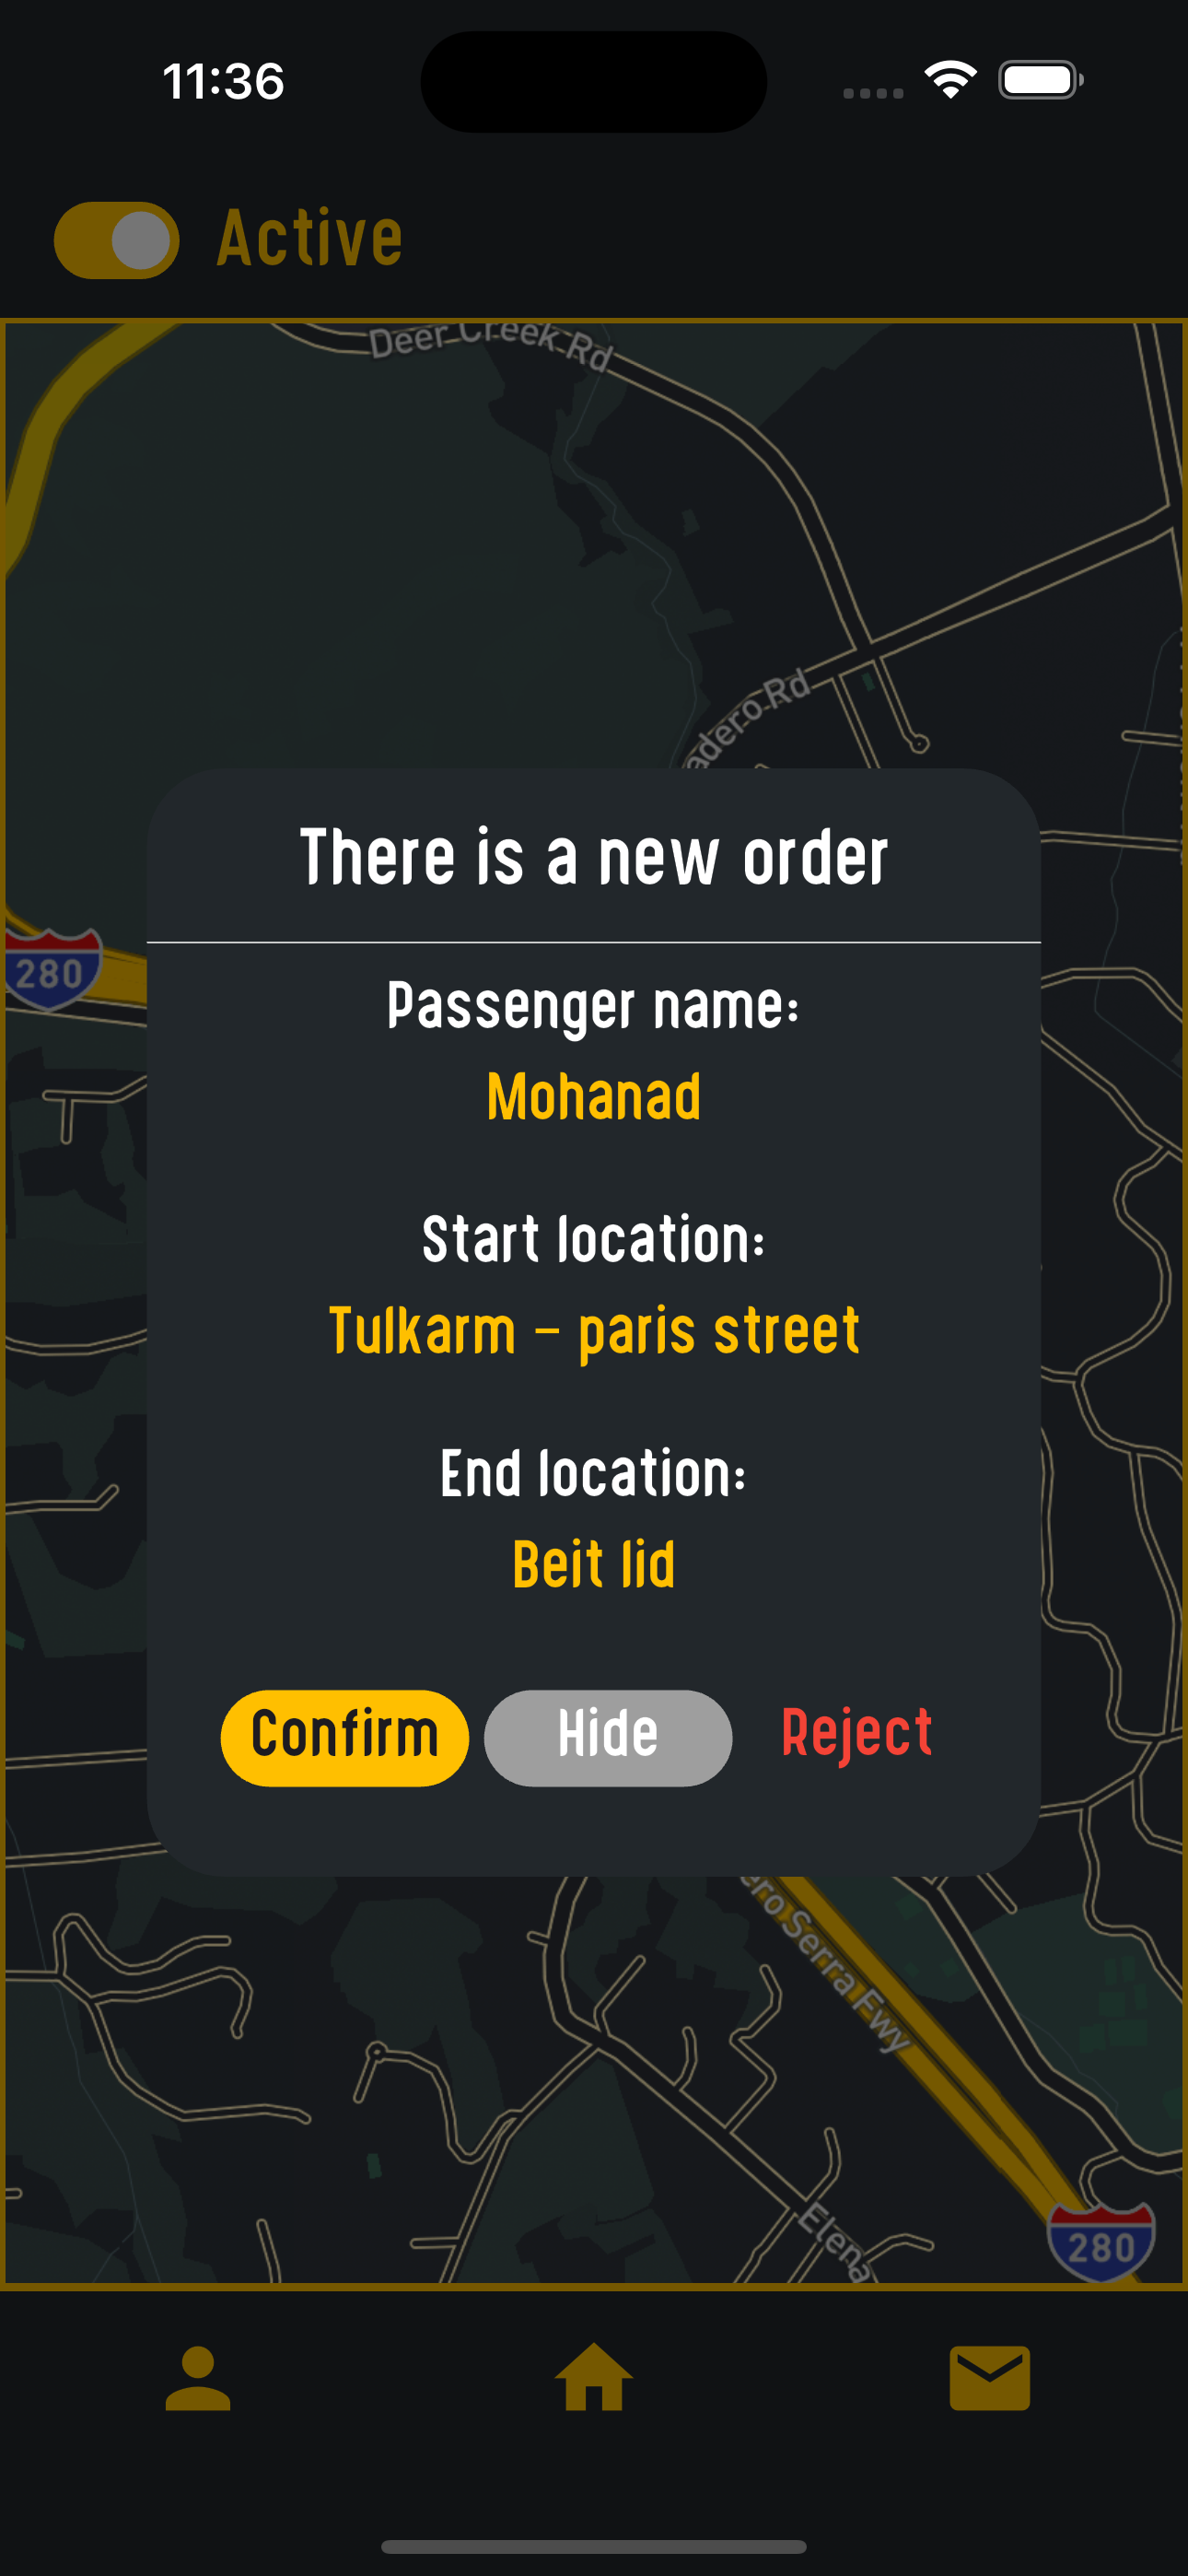 11:36
Active
Deer Creek Rd
adero Rd
There is a new order
280
Passenger name:
Mohanad
Start location:
Tulkarm - paris street
End location:
Beit lid
Confirm Hide Reject
ro Serra Fwy
Elena
280